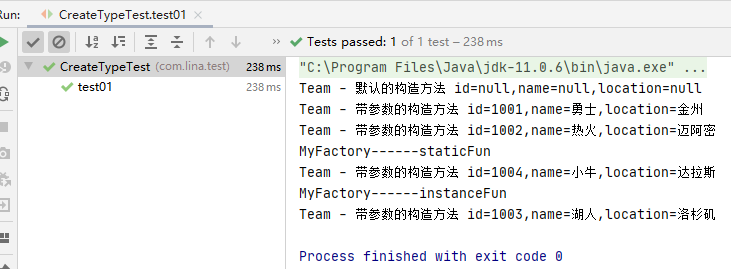 Run: CreateTypeTest.test01 ×
» Tests passed: 1 of 1 test – 238 ms
CreateTypeTest (com.lina.test) 238 ms
test01 238 ms
"C:\Program Files\Java\jdk-11.0.6\bin\java.exe" ...
Team - 默认的构造方法 id=null,name=null,location=null
Team - 带参数的构造方法 id=1001,name=勇士,location=金州
Team - 带参数的构造方法 id=1002,name=热火,location=迈阿密
MyFactory------staticFun
Team - 带参数的构造方法 id=1004,name=小牛,location=达拉斯
MyFactory------instanceFun
Team - 带参数的构造方法 id=1003,name=湖人,location=洛杉矶
Process finished with exit code 0